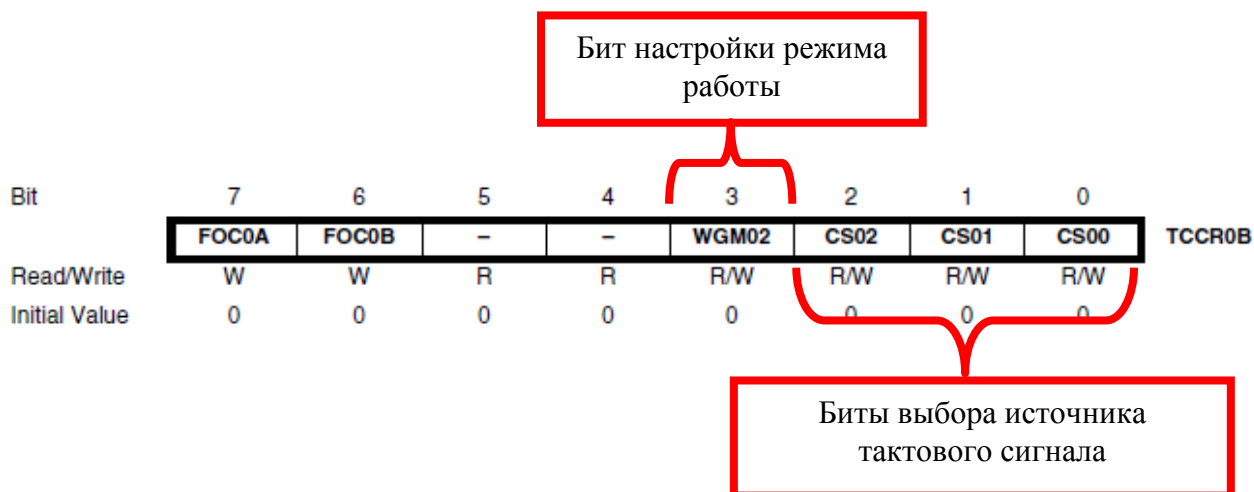 Бит настройки режима
работы
Bit 7 6 5 4 3 2 1 0
FOC0A FOC0B – – WGM02 CS02 CS01 CS00 TCCR0B
Read/Write W W R R R/W R/W R/W R/W
Initial Value 0 0 0 0 0 0 0 0
Биты выбора источника
тактового сигнала